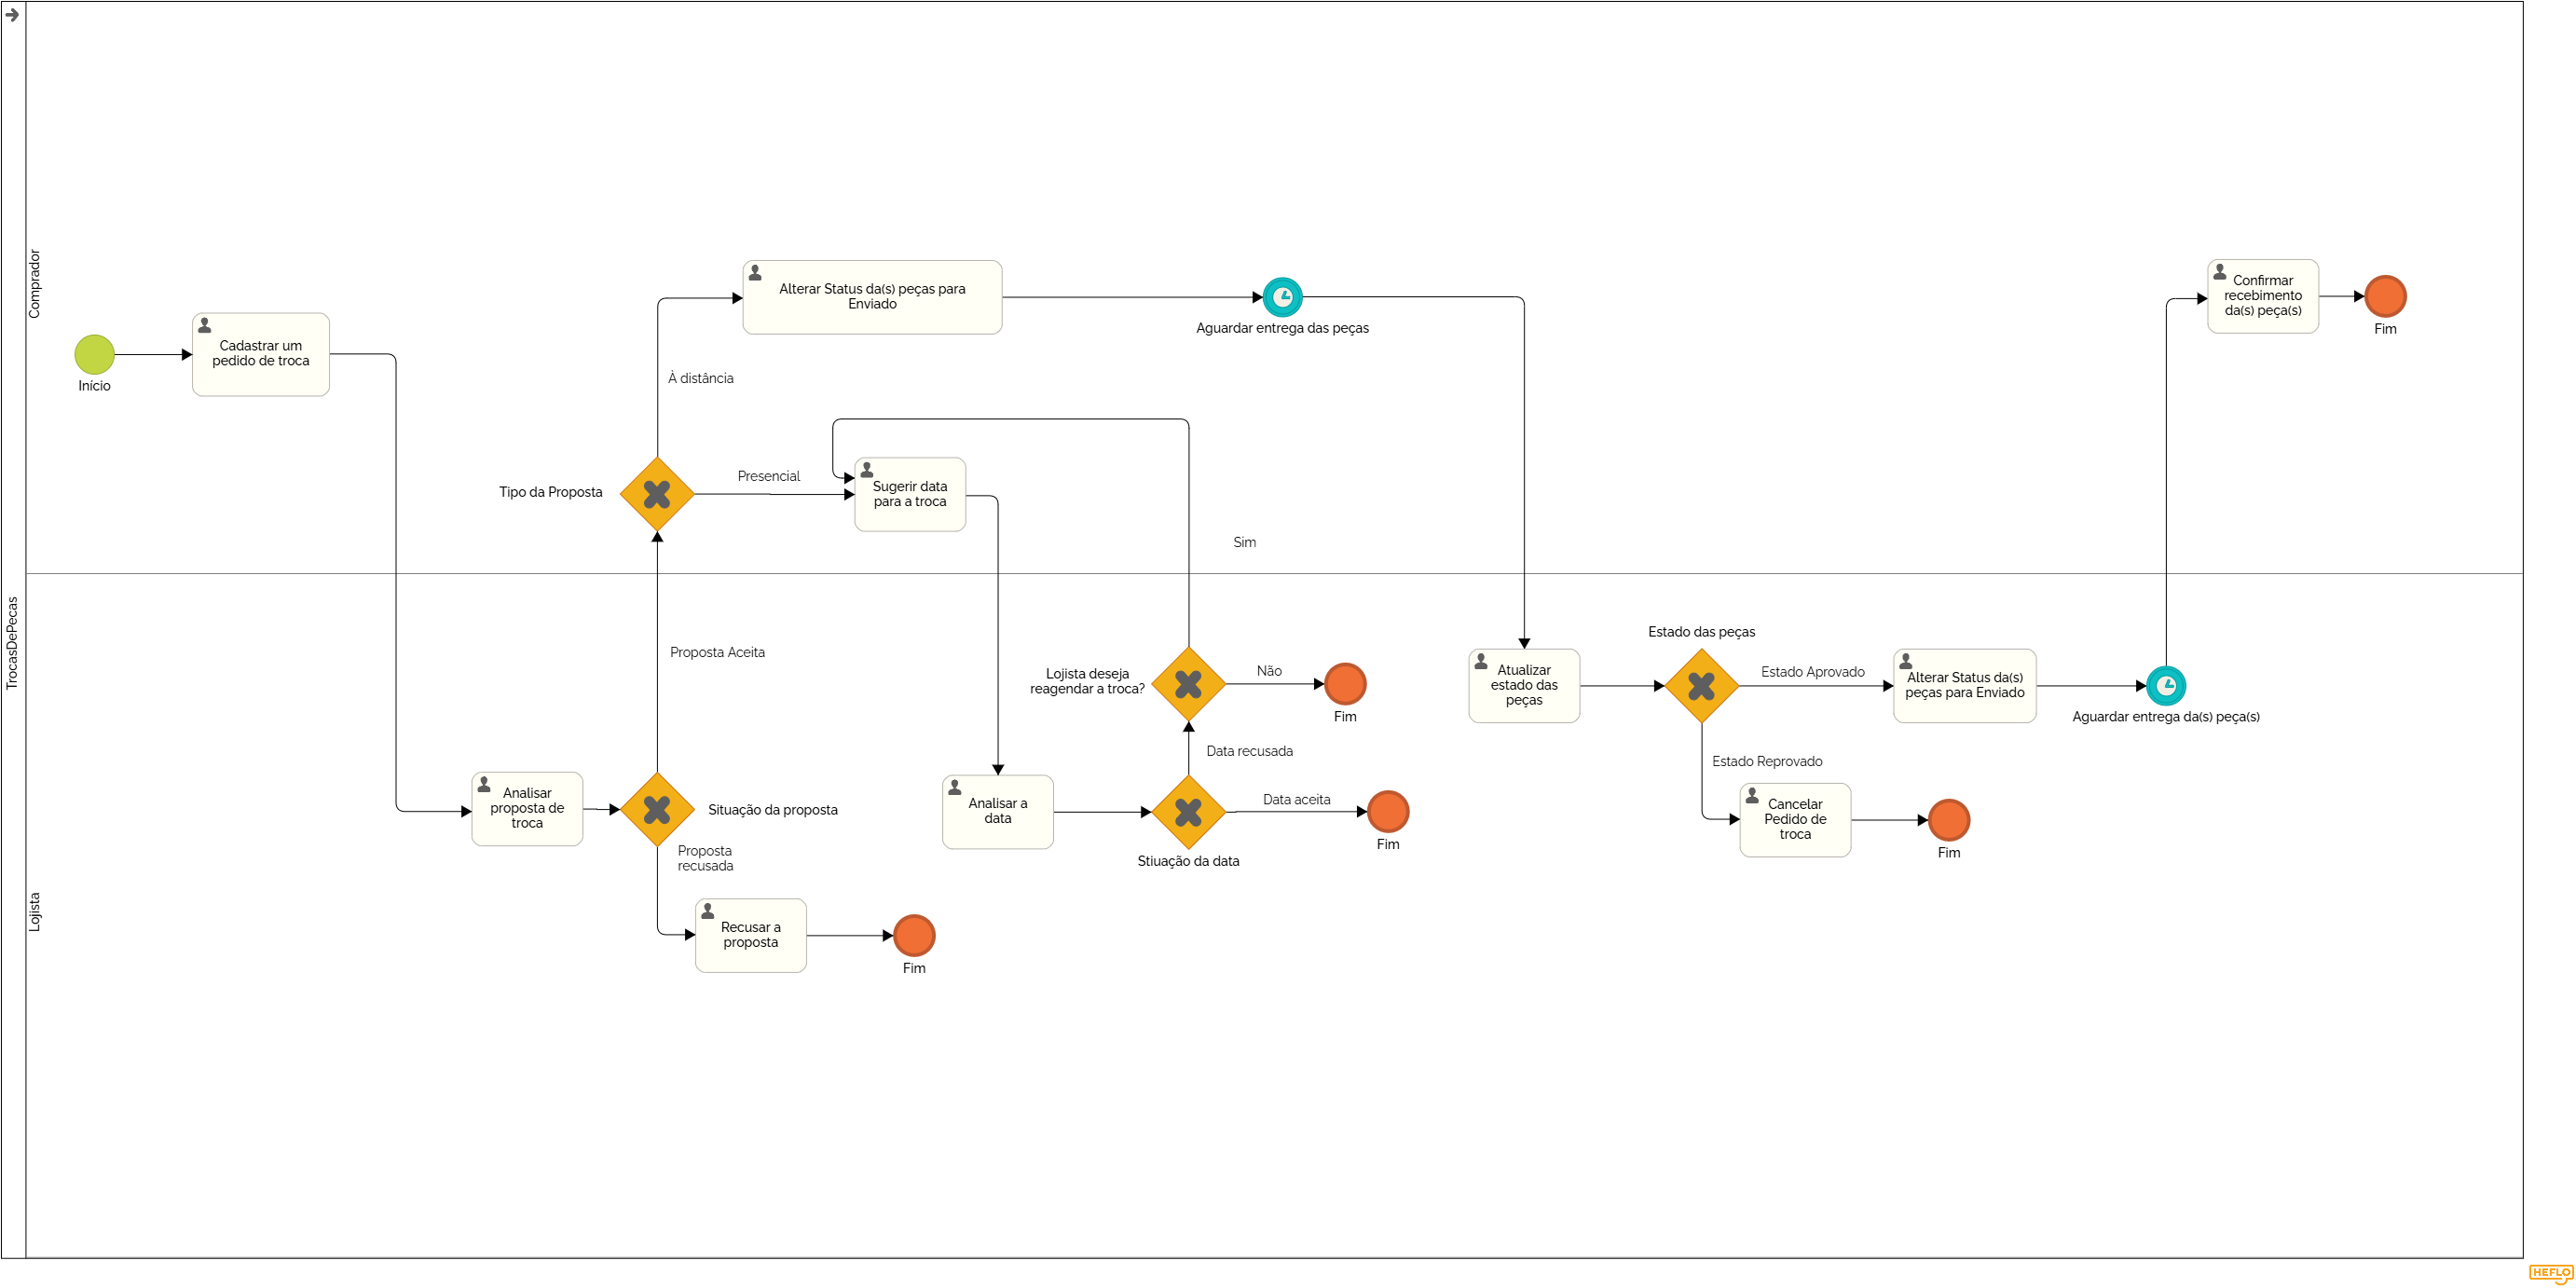 TrocasDePecas
Comprador
Lojista
Início
Cadastrar um
pedido de troca
Analisar
proposta de
troca
Situação da proposta
Proposta Aceita
Proposta
recusada
Recusar a
proposta
Fim
Tipo da Proposta
À distância
Presencial
Alterar Status da(s) peças para
Enviado
Aguardar entrega das peças
Sugerir data
para a troca
Analisar a
data
Stiuação da data
Data aceita
Fim
Data recusada
Lojista deseja
reagendar a troca?
Sim
Não
Fim
Atualizar
estado das
peças
Estado das peças
Estado Aprovado
Estado Reprovado
Cancelar
Pedido de
troca
Fim
Alterar Status da(s)
peças para Enviado
Aguardar entrega da(s) peça(s)
Confirmar
recebimento
da(s) peça(s)
Fim
HEFLO